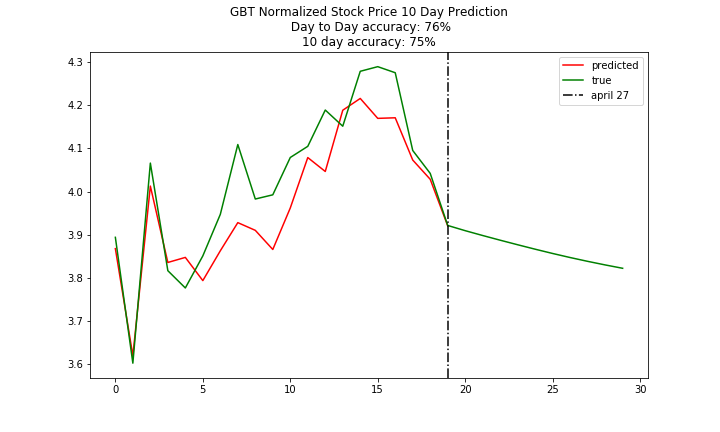 GBT Normalized Stock Price 10 Day Prediction
Day to Day accuracy: 76%
10 day accuracy: 75%
predicted
true
april 27
4.3
4.2
4.1
4.0
3.9
3.8
3.7
3.6
0 5 10 15 20 25 30